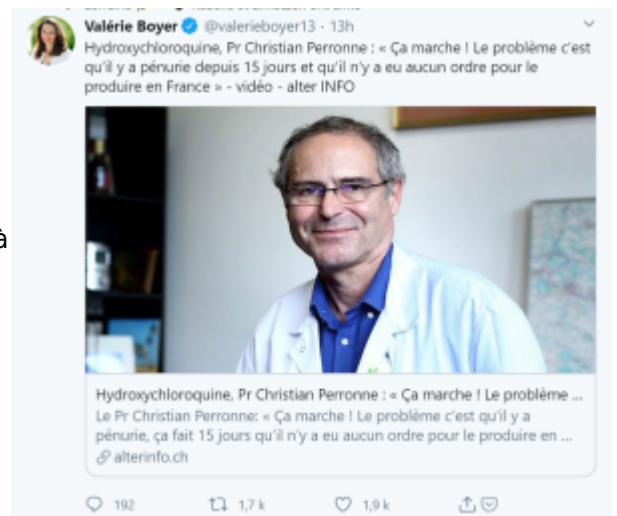 Valérie Boyer @valerieboyer13 · 13h
Hydroxychloroquine, Pr Christian Perronne : « Ça marche ! Le problème c'est
qu'il y a pénurie depuis 15 jours et qu'il n'y a eu aucun ordre pour le
produire en France » - vidéo - alter INFO
à
Hydroxychloroquine, Pr Christian Perronne : « Ça marche ! Le problème ...
Le Pr Christian Perronne: « Ça marche ! Le problème c'est qu'il y a
pénurie, ça fait 15 jours qu'il n'y a eu aucun ordre pour le produire en ...
alterinfo.ch
192 1,7 k 1,9 k